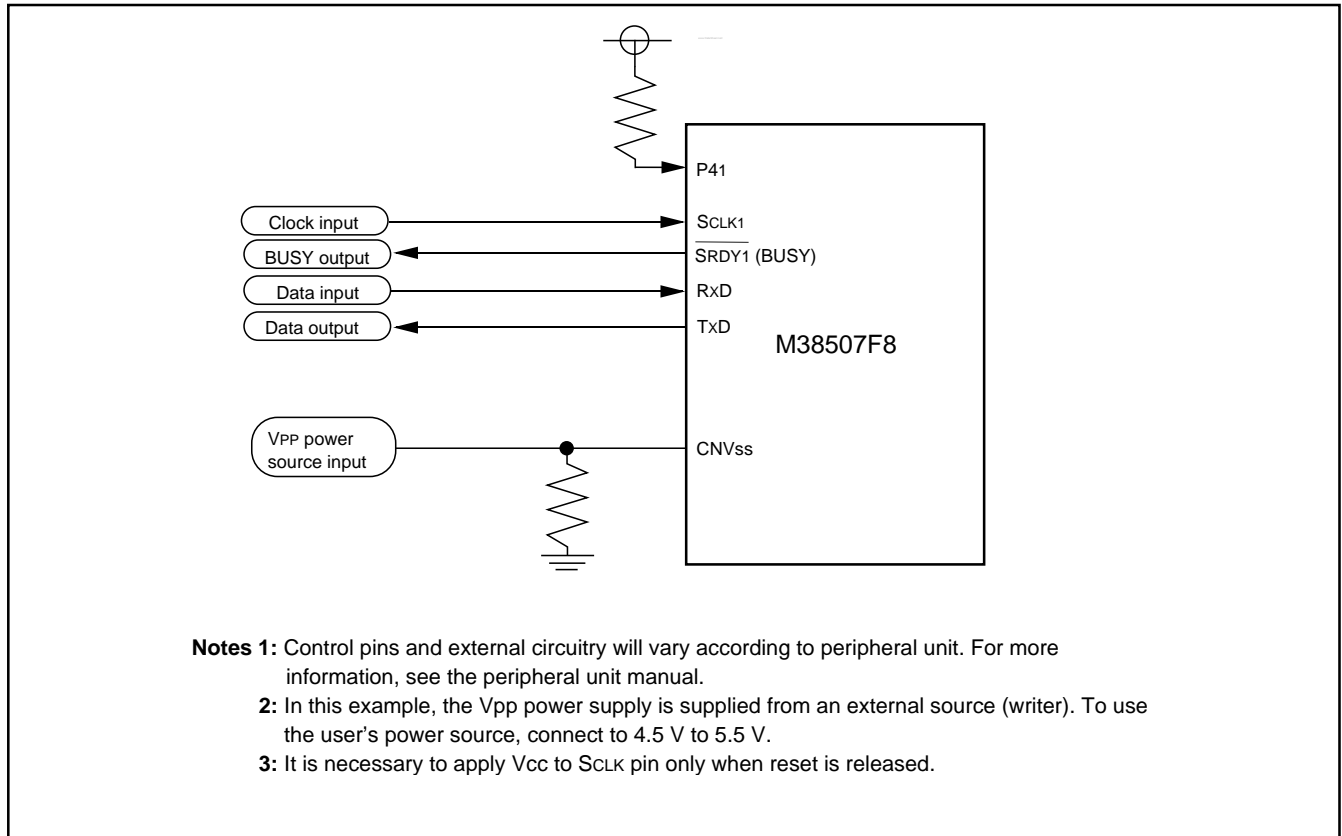 P41
Clock input
SCLK1
BUSY output
SRDY1 (BUSY)
Data input
RxD
Data output
TxD
M38507F8
VPP power
source input
CNVss
Notes 1: Control pins and external circuitry will vary according to peripheral unit. For more
information, see the peripheral unit manual.
2: In this example, the Vpp power supply is supplied from an external source (writer). To use
the user's power source, connect to 4.5 V to 5.5 V.
3: It is necessary to apply Vcc to SCLK pin only when reset is released.